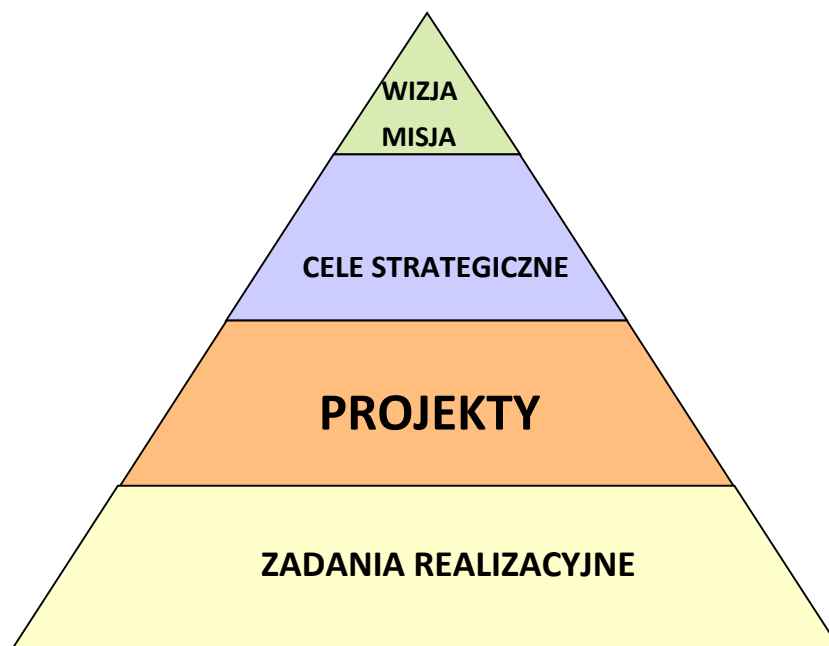 WIZJA
MISJA
CELE STRATEGICZNE
PROJEKTY
ZADANIA REALIZACYJNE